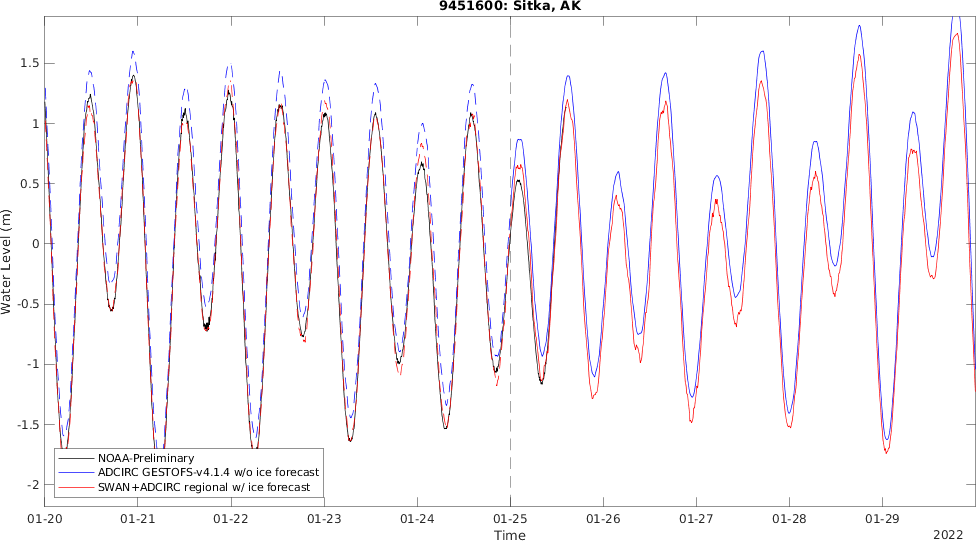 9451600: Sitka, AK
Water Level (m)
1.5
1
0.5
0
-0.5
-1
-1.5
-2
NOAA-Preliminary
ADCIRC GESTOFS-v4.1.4 w/o ice forecast
SWAN+ADCIRC regional w/ ice forecast
01-20 01-21 01-22 01-23 01-24 01-25 01-26 01-27 01-28 01-29
Time
2022